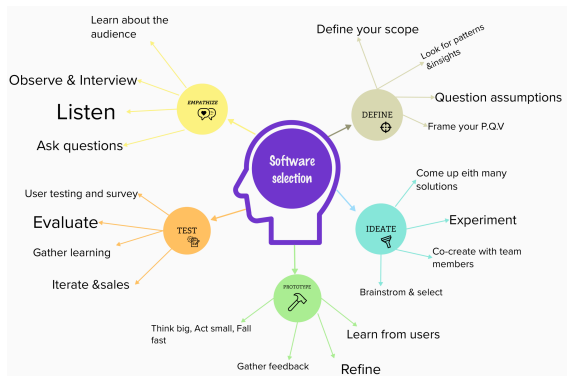 Learn about the
audience
Observe & Interview
Listen
Ask questions
EMPATHIZE
Define your scope
Look for patterns
&insights
Question assumptions
Frame your P.Q.V
DEFINE
Software
selection
User testing and survey
Evaluate
Gather learning
Iterate &sales
TEST
Come up eith many
solutions
Experiment
Co-create with team
members
Brainstrom & select
IDEATE
PROTOTYPE
Think big, Act small, Fall
fast
Gather feedback
Refine
Learn from users